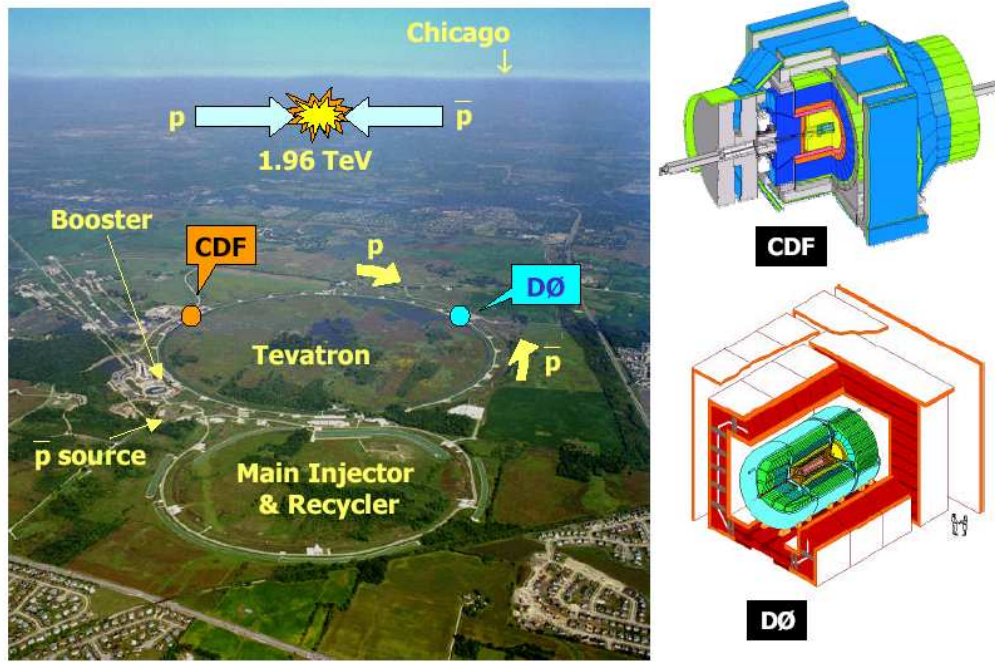 Chicago
↓
p
p̅
1.96 TeV
Booster
CDF
p
DØ
Tevatron
p̅
p̅ source
Main Injector
& Recycler
CDF
DØ